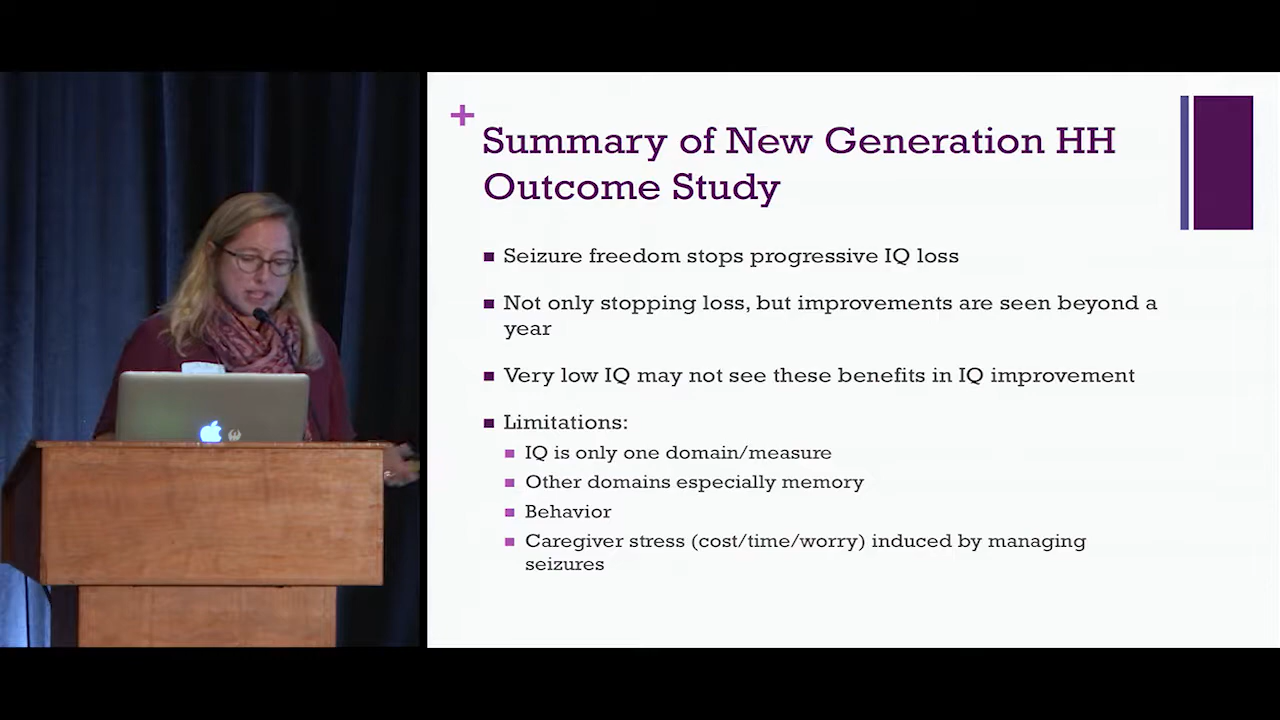 Summary of New Generation HH
Outcome Study
Seizure freedom stops progressive IQ loss
Not only stopping loss, but improvements are seen beyond a
year
Very low IQ may not see these benefits in IQ improvement
Limitations:
IQ is only one domain/measure
Other domains especially memory
Behavior
Caregiver stress (cost/time/worry) induced by managing
seizures